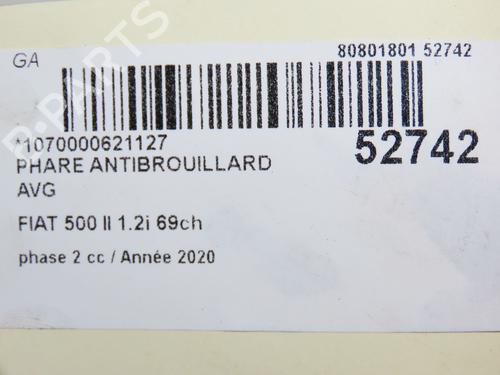 GA
80801801 52742
*1070000621127
52742
PHARE ANTIBROUILLARD
AVG
FIAT 500 II 1.2i 69ch
phase 2 cc / Année 2020
B-PARTS